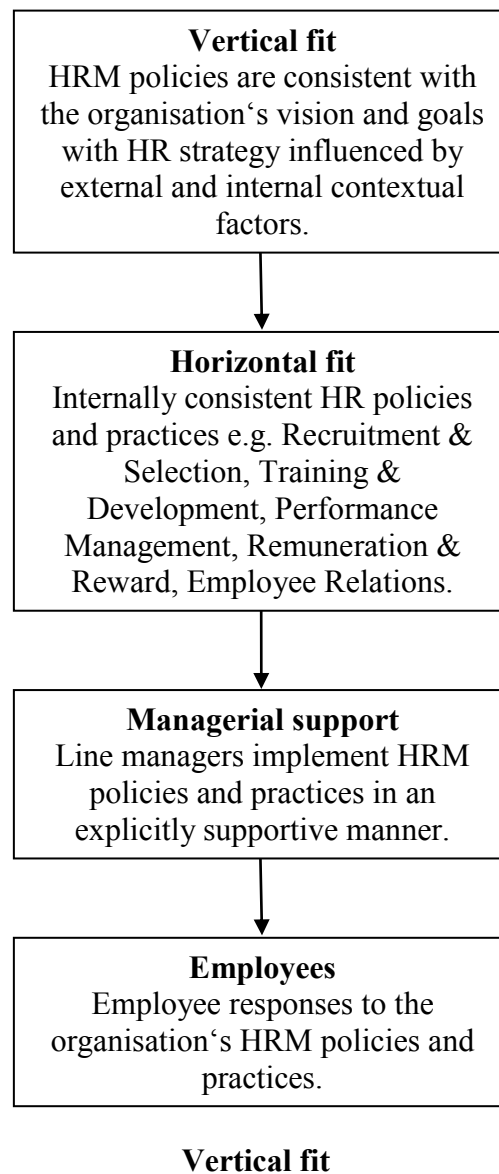 Vertical fit
HRM policies are consistent with
the organisation‘s vision and goals
with HR strategy influenced by
external and internal contextual
factors.
Horizontal fit
Internally consistent HR policies
and practices e.g. Recruitment &
Selection, Training &
Development, Performance
Management, Remuneration &
Reward, Employee Relations.
Managerial support
Line managers implement HRM
policies and practices in an
explicitly supportive manner.
Employees
Employee responses to the
organisation‘s HRM policies and
practices.
Vertical fit